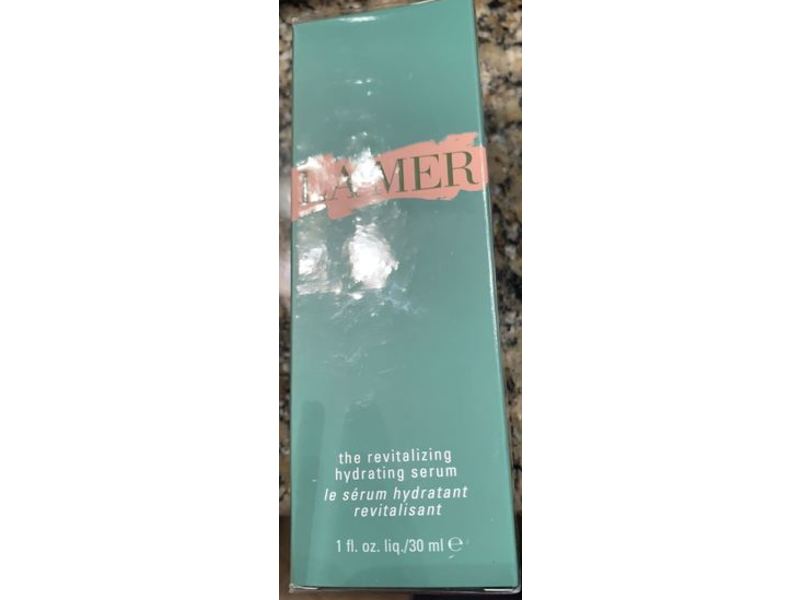 LA MER
the revitalizing
hydrating serum
le sérum hydratant
revitalisant
1 fl. oz. liq./30 ml ℮